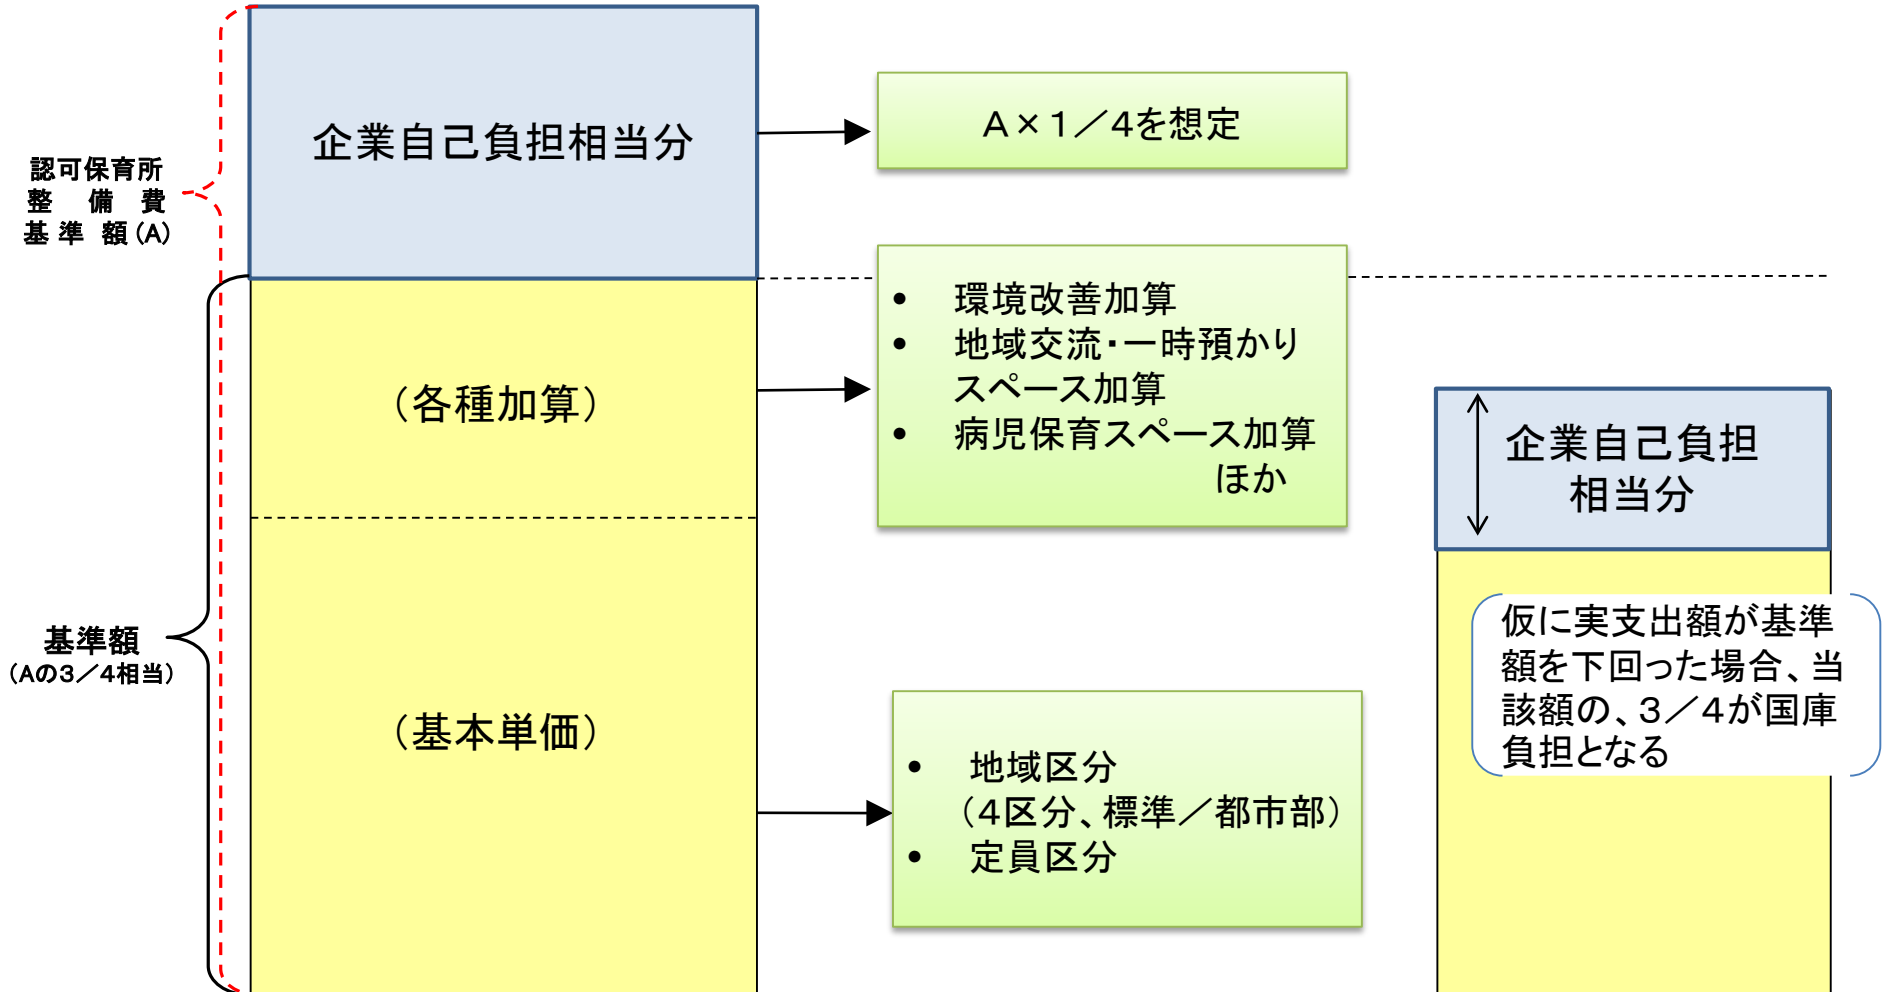 企業自己負担相当分
A×1/4を想定
認可保育所
整　備　費
基 準　額(A)
• 環境改善加算
• 地域交流・一時預かり
スペース加算
• 病児保育スペース加算
ほか
(各種加算)
企業自己負担
相当分
基準額
(Aの3/4相当)
(基本単価)
仮に実支出額が基準
額を下回った場合、当
該額の、3/4が国庫
負担となる
• 地域区分
(4区分、標準/都市部)
• 定員区分